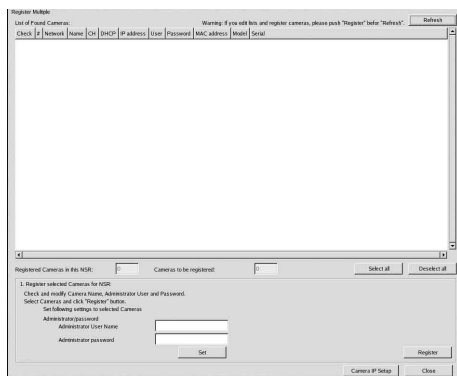 Register Multiple
List of Found Cameras:
Warning: If you edit lists and register cameras, please push "Register" befor "Refresh".
Refresh
Check # Network Name CH DHCP IP address User Password MAC address Model Serial
Registered Cameras in this NSR: 0 Cameras to be registered: 0 Select all Deselect all
1. Register selected Cameras for NSR:
Check and modify Camera Name, Administrator User and Password.
Select Cameras and click "Register" button.
Set following settings to selected Cameras
Administrator/password
Administrator User Name
Administrator password
Set
Register
Camera IP Setup Close